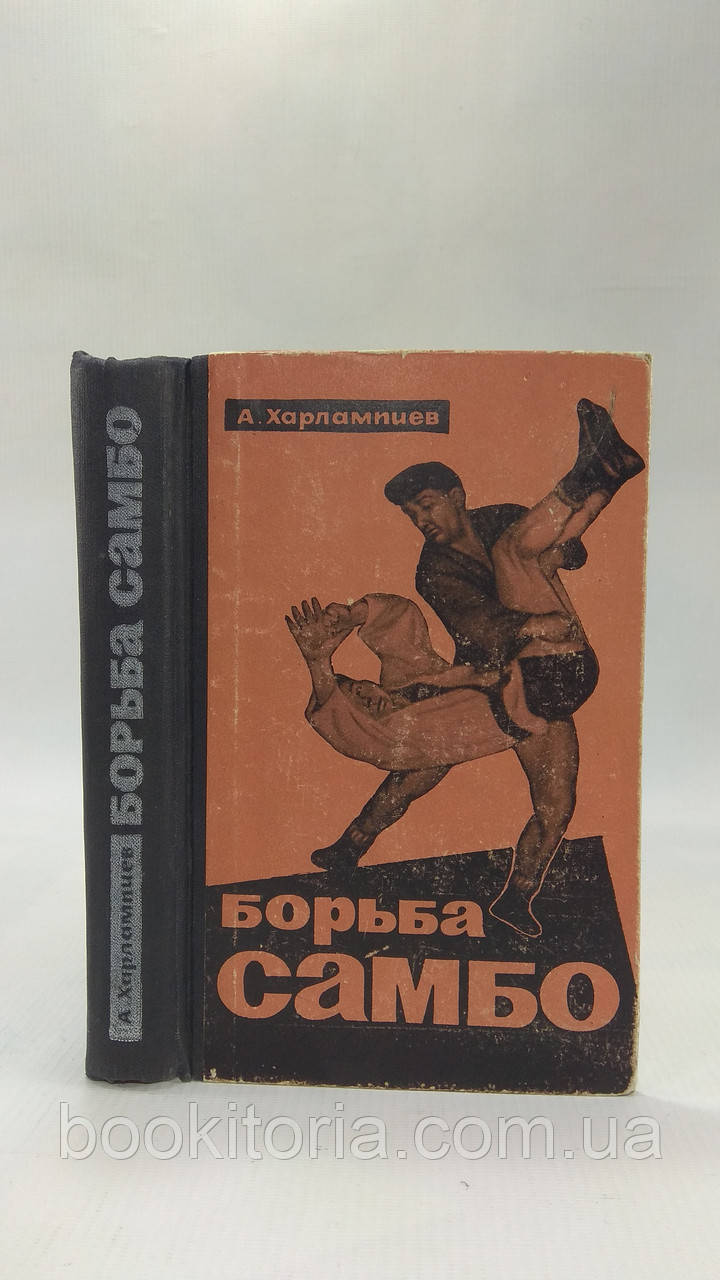 А. Харлампиев
БОРЬБА САМБО
А. Харлампиев
БОРЬБА
САМБО
bookitoria.com.ua